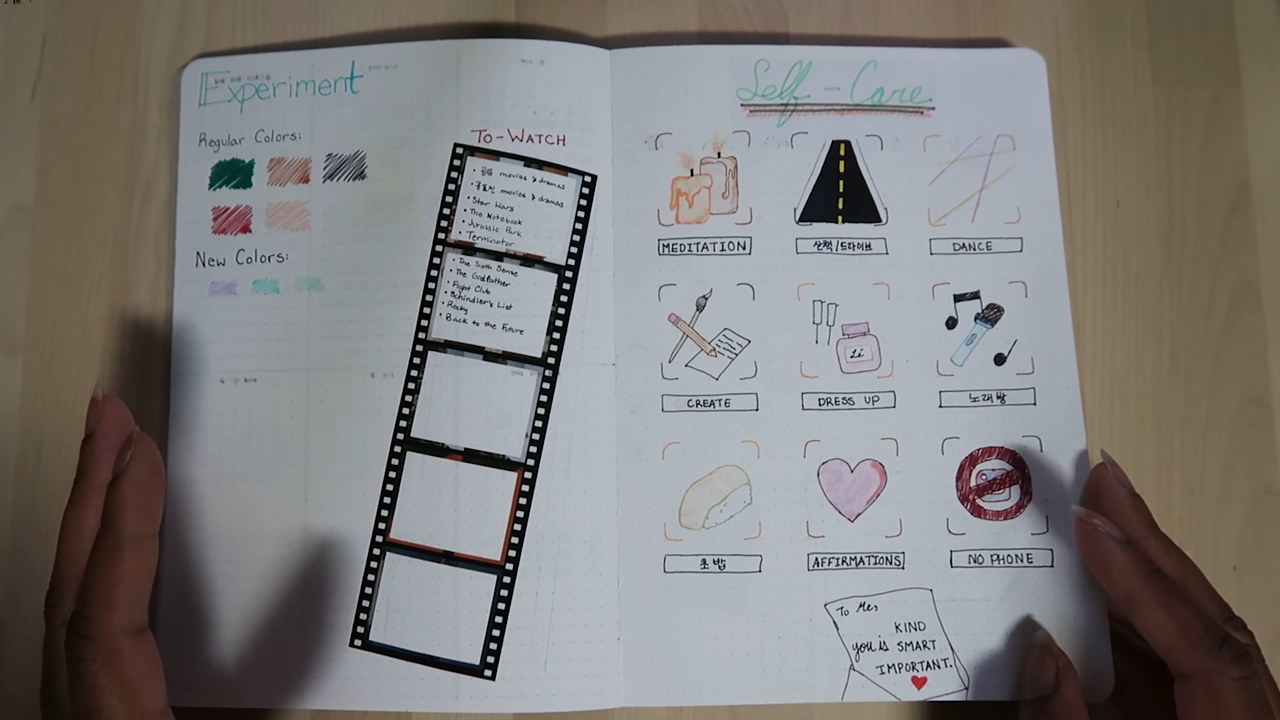 Experiment
Regular Colors:
New Colors:
To-Watch
• 공유 movies > dramas
• movies > dramas
• Star Wars
• The Notebook
• Jurassic Park
• Terminator
• The Sixth Sense
• The Godfather
• Fight Club
• Schindler's List
• Rocky
• Back to the Future
Self-Care
MEDITATION
산책/드라이브
DANCE
Li
CREATE
DRESS UP
노래방
초밥
AFFIRMATIONS
NO PHONE
To Me,
KIND
you is SMART
IMPORTANT.